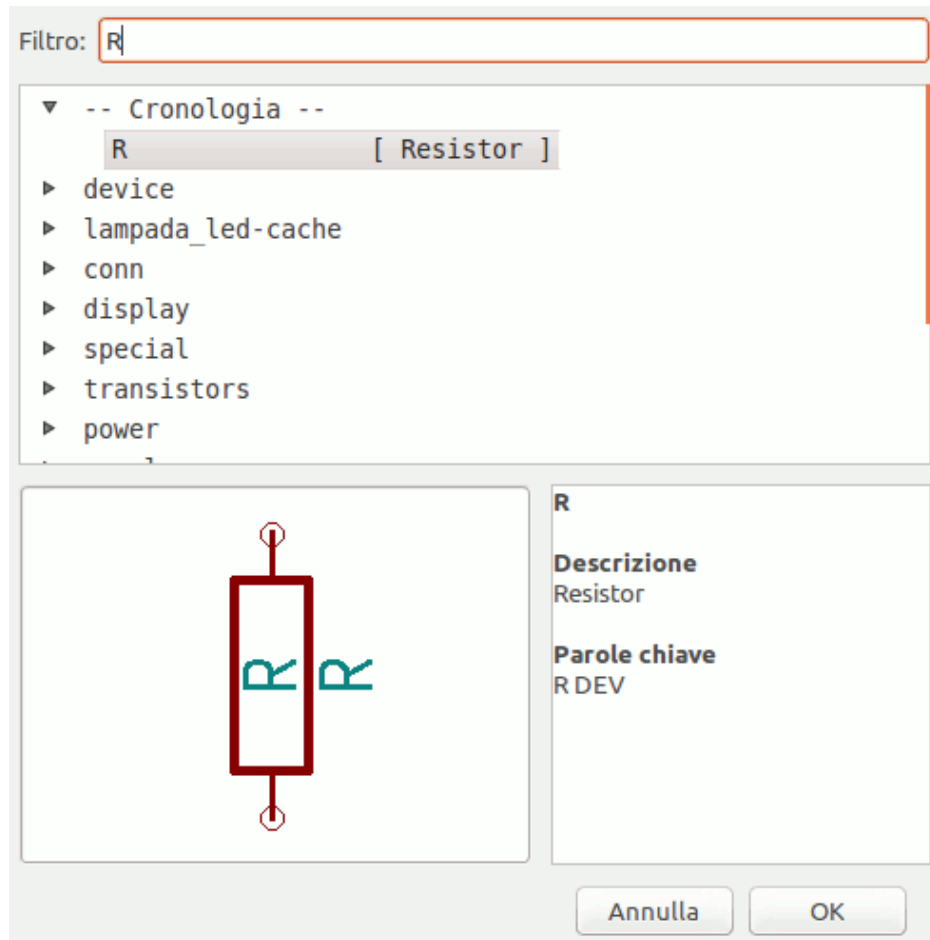 Filtro: R
-- Cronologia --
R [ Resistor ]
device
lampada_led-cache
conn
display
special
transistors
power
R R
R
Descrizione
Resistor
Parole chiave
R DEV
Annulla OK